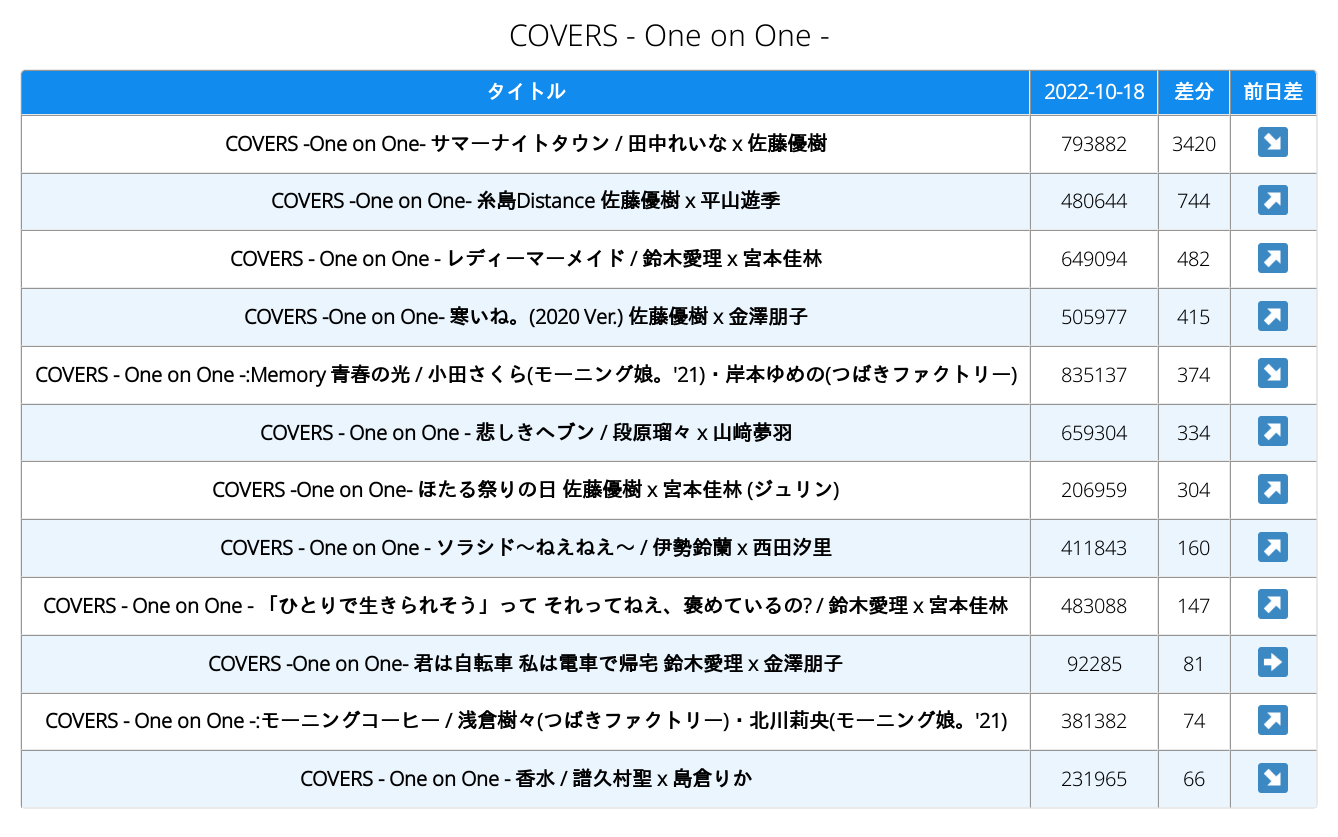 COVERS - One on One -
タイトル 2022-10-18 差分 前日差
COVERS -One on One- サマーナイトタウン / 田中れいな x 佐藤優樹 793882 3420 ↘
COVERS -One on One- 糸島Distance 佐藤優樹 x 平山遊季 480644 744 ↗
COVERS - One on One - レディーマーメイド / 鈴木愛理 x 宮本佳林 649094 482 ↗
COVERS -One on One- 寒いね。(2020 Ver.) 佐藤優樹 x 金澤朋子 505977 415 ↗
COVERS - One on One -:Memory 青春の光 / 小田さくら(モーニング娘。'21)・岸本ゆめの(つばきファクトリー) 835137 374 ↘
COVERS - One on One - 悲しきヘブン / 段原瑠々 x 山﨑夢羽 659304 334 ↗
COVERS -One on One- ほたる祭りの日 佐藤優樹 x 宮本佳林 (ジュリン) 206959 304 ↗
COVERS - One on One - ソラシド〜ねえねえ〜 / 伊勢鈴蘭 x 西田汐里 411843 160 ↗
COVERS - One on One - 「ひとりで生きられそう」って それってねえ、褒めているの? / 鈴木愛理 x 宮本佳林 483088 147 ↗
COVERS -One on One- 君は自転車 私は電車で帰宅 鈴木愛理 x 金澤朋子 92285 81 ➡
COVERS - One on One -:モーニングコーヒー / 浅倉樹々(つばきファクトリー)・北川莉央(モーニング娘。'21) 381382 74 ↗
COVERS - One on One - 香水 / 譜久村聖 x 島倉りか 231965 66 ↘